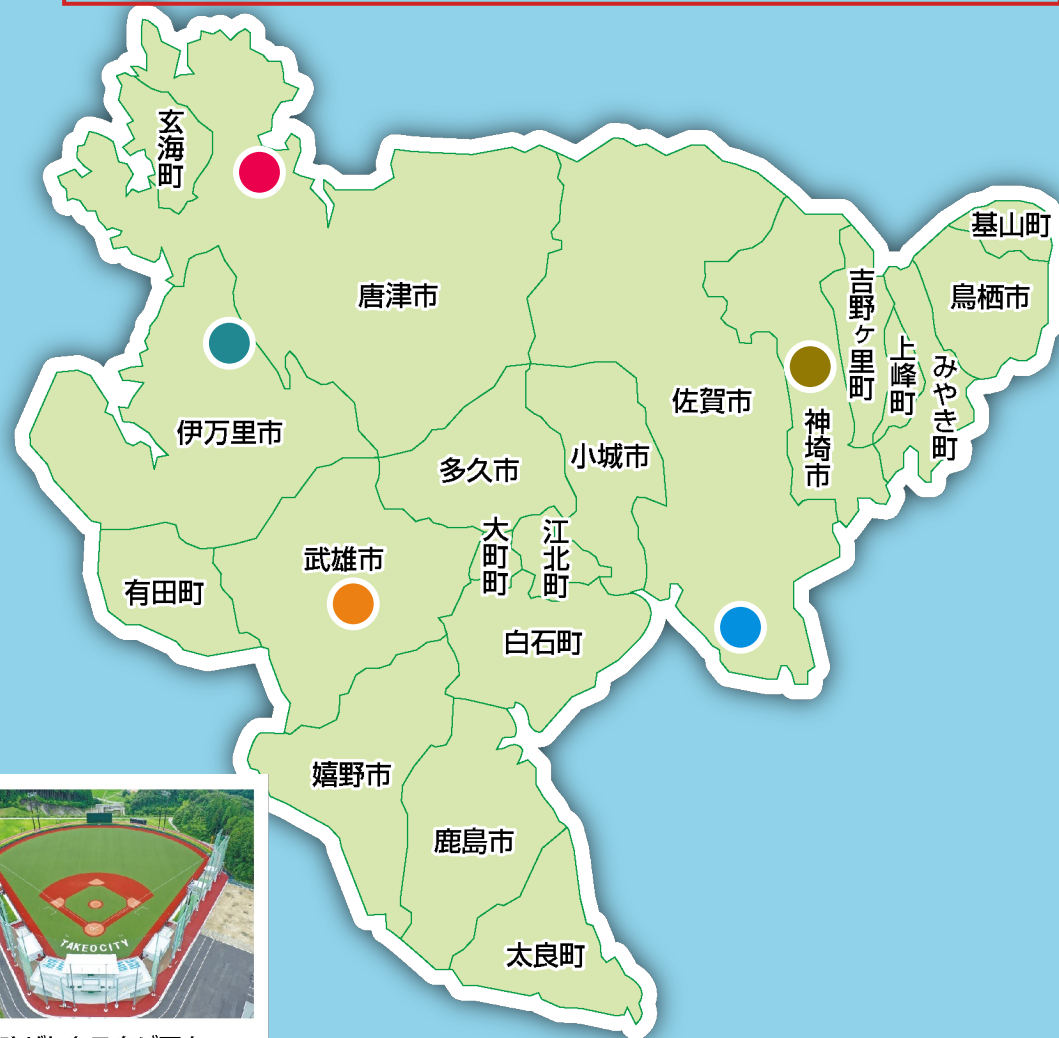 玄海町
唐津市
基山町
鳥栖市
吉野ヶ里町
上峰町
みやき町
佐賀市
神埼市
伊万里市
多久市
小城市
大町町
江北町
武雄市
有田町
白石町
嬉野市
鹿島市
太良町
TAKEOCITY